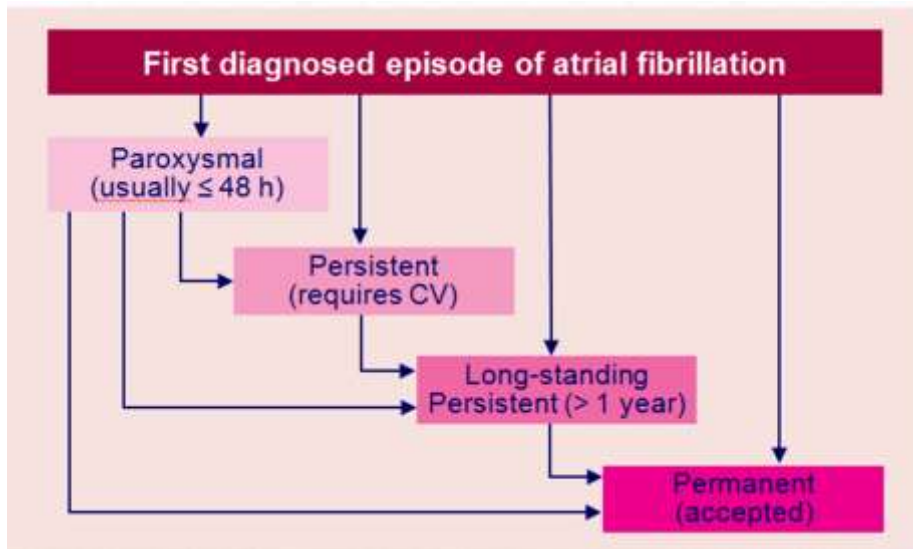 First diagnosed episode of atrial fibrillation
Paroxysmal
(usually ≤ 48 h)
Persistent
(requires CV)
Long-standing
Persistent (> 1 year)
Permanent
(accepted)